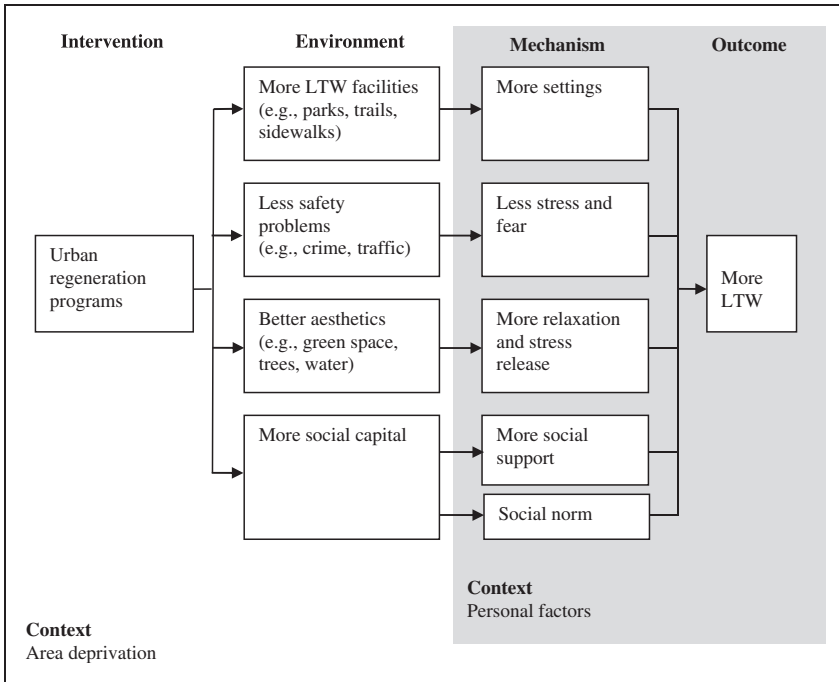 Intervention
Environment
Mechanism
Outcome
More LTW facilities
(e.g., parks, trails,
sidewalks)
More settings
Less safety
problems
(e.g., crime, traffic)
Less stress and
fear
Urban
regeneration
programs
More
LTW
Better aesthetics
(e.g., green space,
trees, water)
More relaxation
and stress
release
More social capital
More social
support
Social norm
Context
Personal factors
Context
Area deprivation